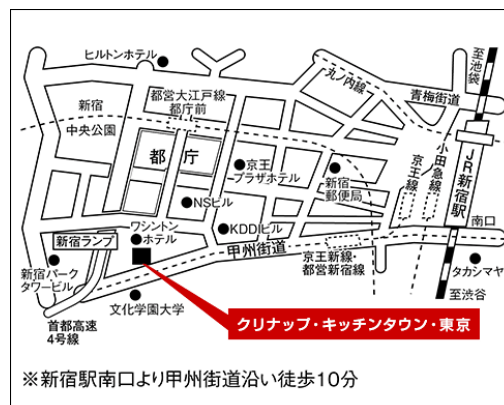 ヒルトンホテル
至池袋
丸ノ内線
青梅街道
新宿
中央公園
都営大江戸線
都庁前
都庁
京王
プラザホテル
新宿
郵便局
京王線
小田急線
JR新宿駅
南口
NSビル
KDDIビル
ワシントン
ホテル
新宿ランプ
甲州街道
新宿パーク
タワービル
京王新線・
都営新宿線
タカシマヤ
文化学園大学
至渋谷
首都高速
4号線
クリナップ・キッチンタウン・東京
※新宿駅南口より甲州街道沿い徒歩10分